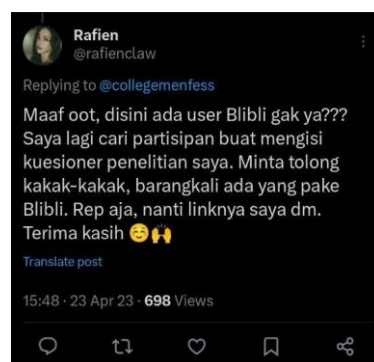 Rafien
@rafienclaw
Replying to @collegemenfess
Maaf oot, disini ada user Blibli gak ya???
Saya lagi cari partisipan buat mengisi
kuesioner penelitian saya. Minta tolong
kakak-kakak, barangkali ada yang pake
Blibli. Rep aja, nanti linknya saya dm.
Terima kasih ☺️🙌
Translate post
15:48 · 23 Apr 23 · 698 Views